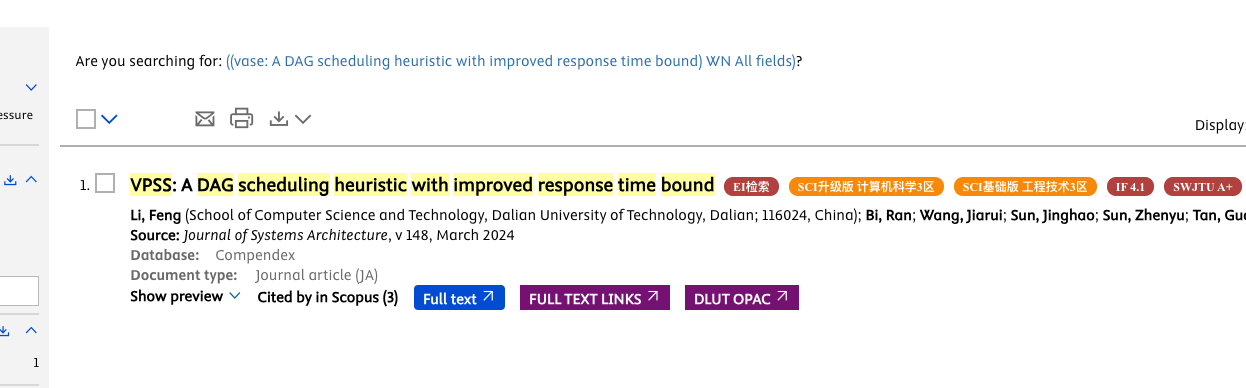 Are you searching for: ((vase: A DAG scheduling heuristic with improved response time bound) WN All fields)?
essure
Display:
1. VPSS: A DAG scheduling heuristic with improved response time bound EI检索 SCI升级版 计算机科学3区 SCI基础版 工程技术3区 IF 4.1 SWJTU A+
Li, Feng (School of Computer Science and Technology, Dalian University of Technology, Dalian; 116024, China); Bi, Ran; Wang, Jiarui; Sun, Jinghao; Sun, Zhenyu; Tan, Guo
Source: Journal of Systems Architecture, v 148, March 2024
Database: Compendex
Document type: Journal article (JA)
Show preview Cited by in Scopus (3) Full text FULL TEXT LINKS DLUT OPAC
1